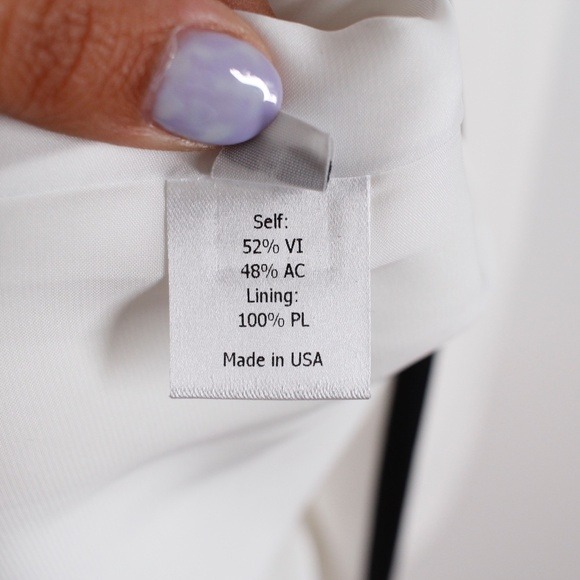 Self:
52% VI
48% AC
Lining:
100% PL
Made in USA